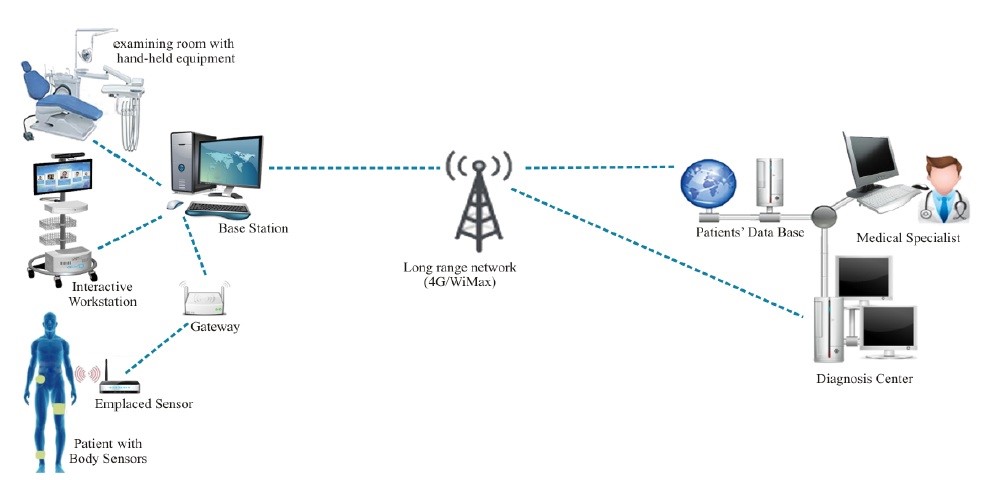 examining room with
hand-held equipment
Base Station
Interactive
Workstation
Gateway
Emplaced Sensor
Patient with
Body Sensors
Long range network
(4G/WiMax)
Patients' Data Base
Medical Specialist
Diagnosis Center